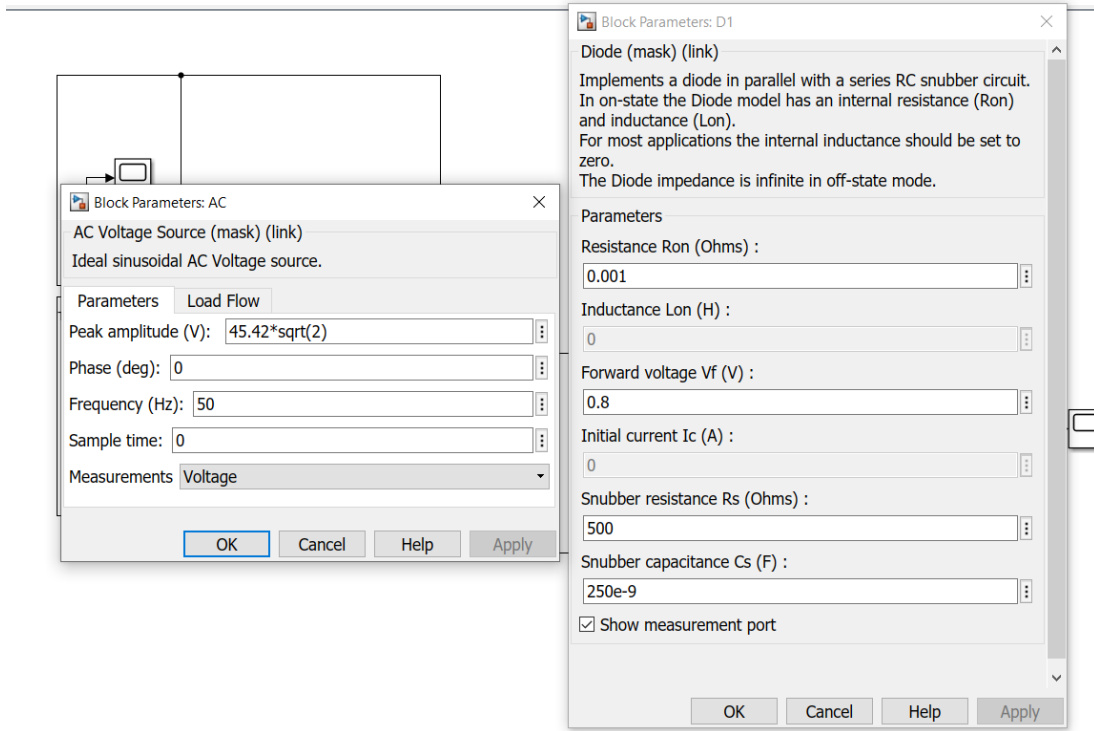 Block Parameters: AC
AC Voltage Source (mask) (link)
Ideal sinusoidal AC Voltage source.
Parameters Load Flow
Peak amplitude (V): 45.42*sqrt(2)
Phase (deg): 0
Frequency (Hz): 50
Sample time: 0
Measurements Voltage
OK Cancel Help Apply
Block Parameters: D1
Diode (mask) (link)
Implements a diode in parallel with a series RC snubber circuit.
In on-state the Diode model has an internal resistance (Ron)
and inductance (Lon).
For most applications the internal inductance should be set to
zero.
The Diode impedance is infinite in off-state mode.
Parameters
Resistance Ron (Ohms) :
0.001
Inductance Lon (H) :
0
Forward voltage Vf (V) :
0.8
Initial current Ic (A) :
0
Snubber resistance Rs (Ohms) :
500
Snubber capacitance Cs (F) :
250e-9
Show measurement port
OK Cancel Help Apply